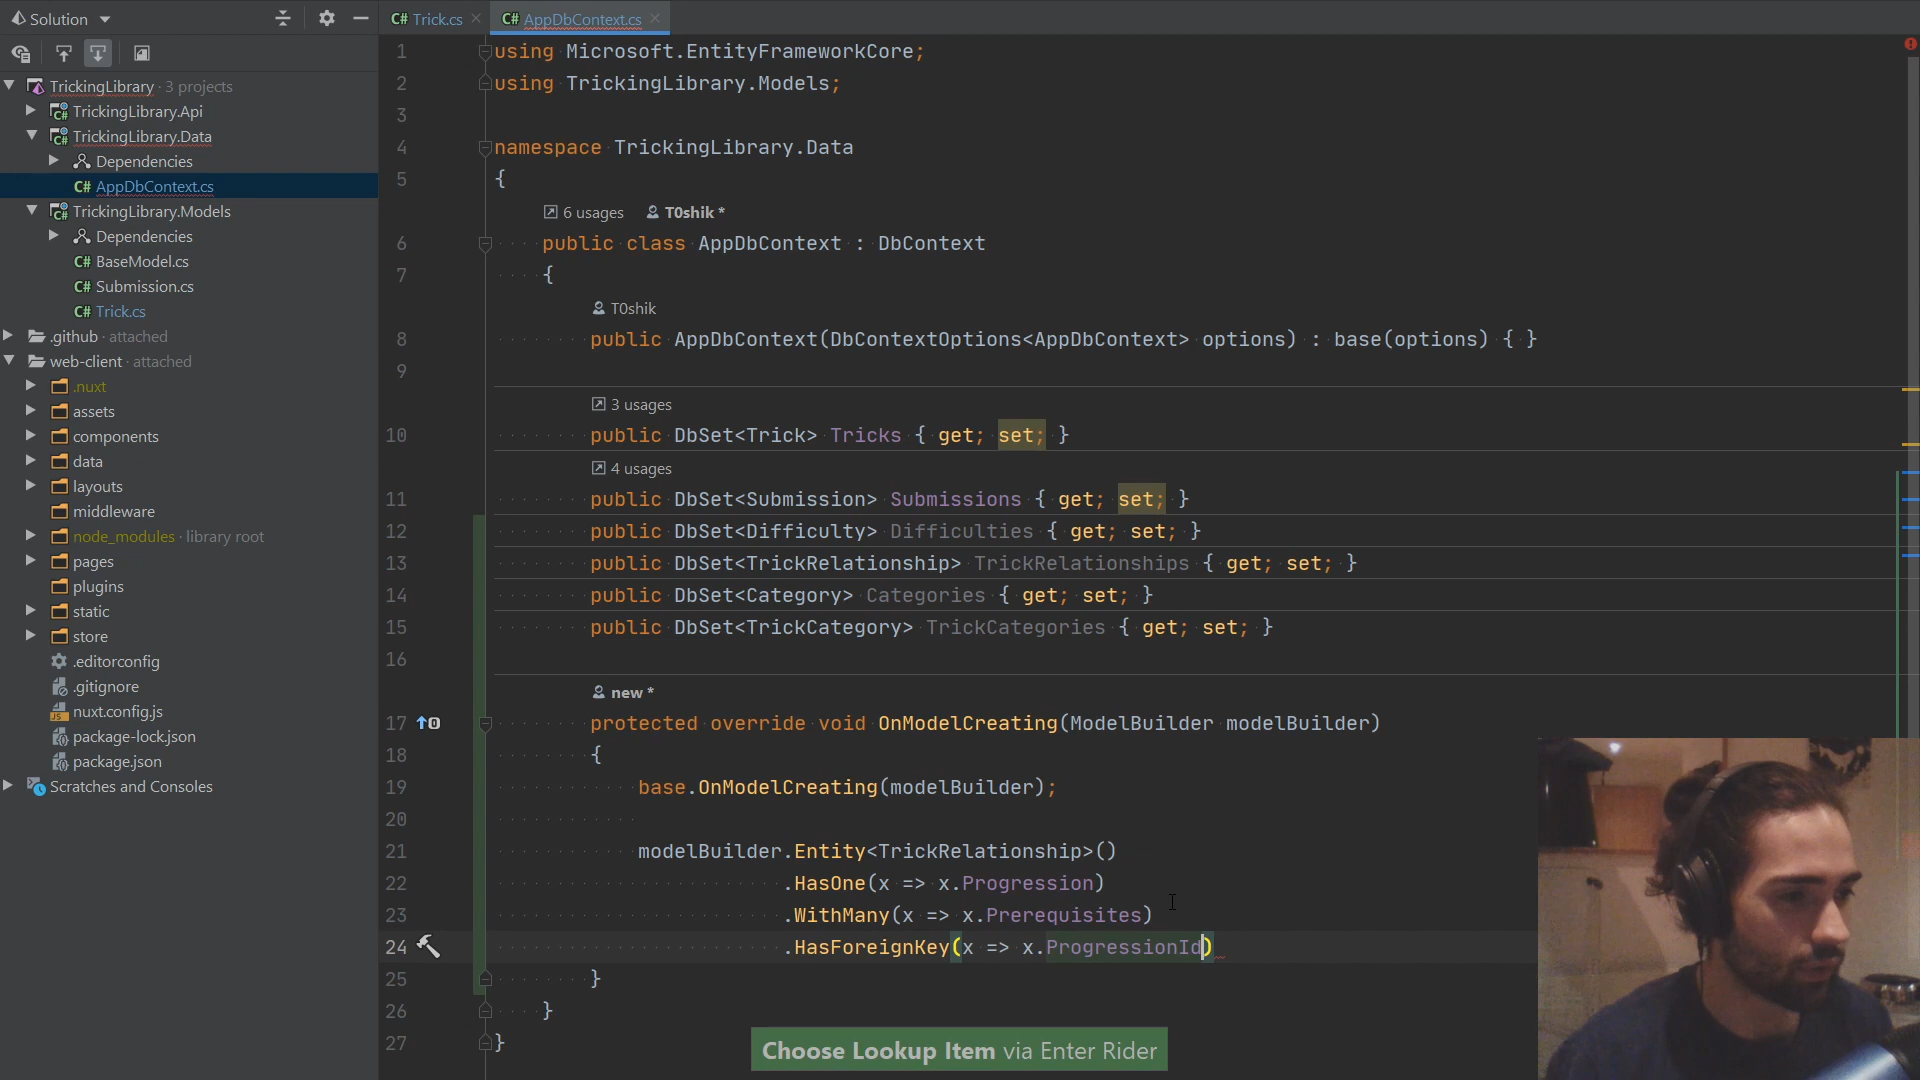 Solution
Trick.cs
AppDbContext.cs
TrickingLibrary · 3 projects
TrickingLibrary.Api
TrickingLibrary.Data
Dependencies
C# AppDbContext.cs
TrickingLibrary.Models
Dependencies
C# BaseModel.cs
C# Submission.cs
C# Trick.cs
.github · attached
web-client · attached
.nuxt
assets
components
data
layouts
middleware
node_modules · library root
pages
plugins
static
store
.editorconfig
.gitignore
nuxt.config.js
package-lock.json
package.json
Scratches and Consoles
1 using Microsoft.EntityFrameworkCore;
2 using TrickingLibrary.Models;
3
4 namespace TrickingLibrary.Data
5 {
6 usages T0shik *
6 public class AppDbContext : DbContext
7 {
T0shik
8 public AppDbContext(DbContextOptions<AppDbContext> options) : base(options) { }
9
3 usages
10 public DbSet<Trick> Tricks { get; set; }
4 usages
11 public DbSet<Submission> Submissions { get; set; }
12 public DbSet<Difficulty> Difficulties { get; set; }
13 public DbSet<TrickRelationship> TrickRelationships { get; set; }
14 public DbSet<Category> Categories { get; set; }
15 public DbSet<TrickCategory> TrickCategories { get; set; }
16
new *
17 protected override void OnModelCreating(ModelBuilder modelBuilder)
18 {
19 base.OnModelCreating(modelBuilder);
20
21 modelBuilder.Entity<TrickRelationship>()
22 .HasOne(x => x.Progression)
23 .WithMany(x => x.Prerequisites)
24 .HasForeignKey(x => x.ProgressionId)
25 }
26 }
27 }
Choose Lookup Item via Enter Rider